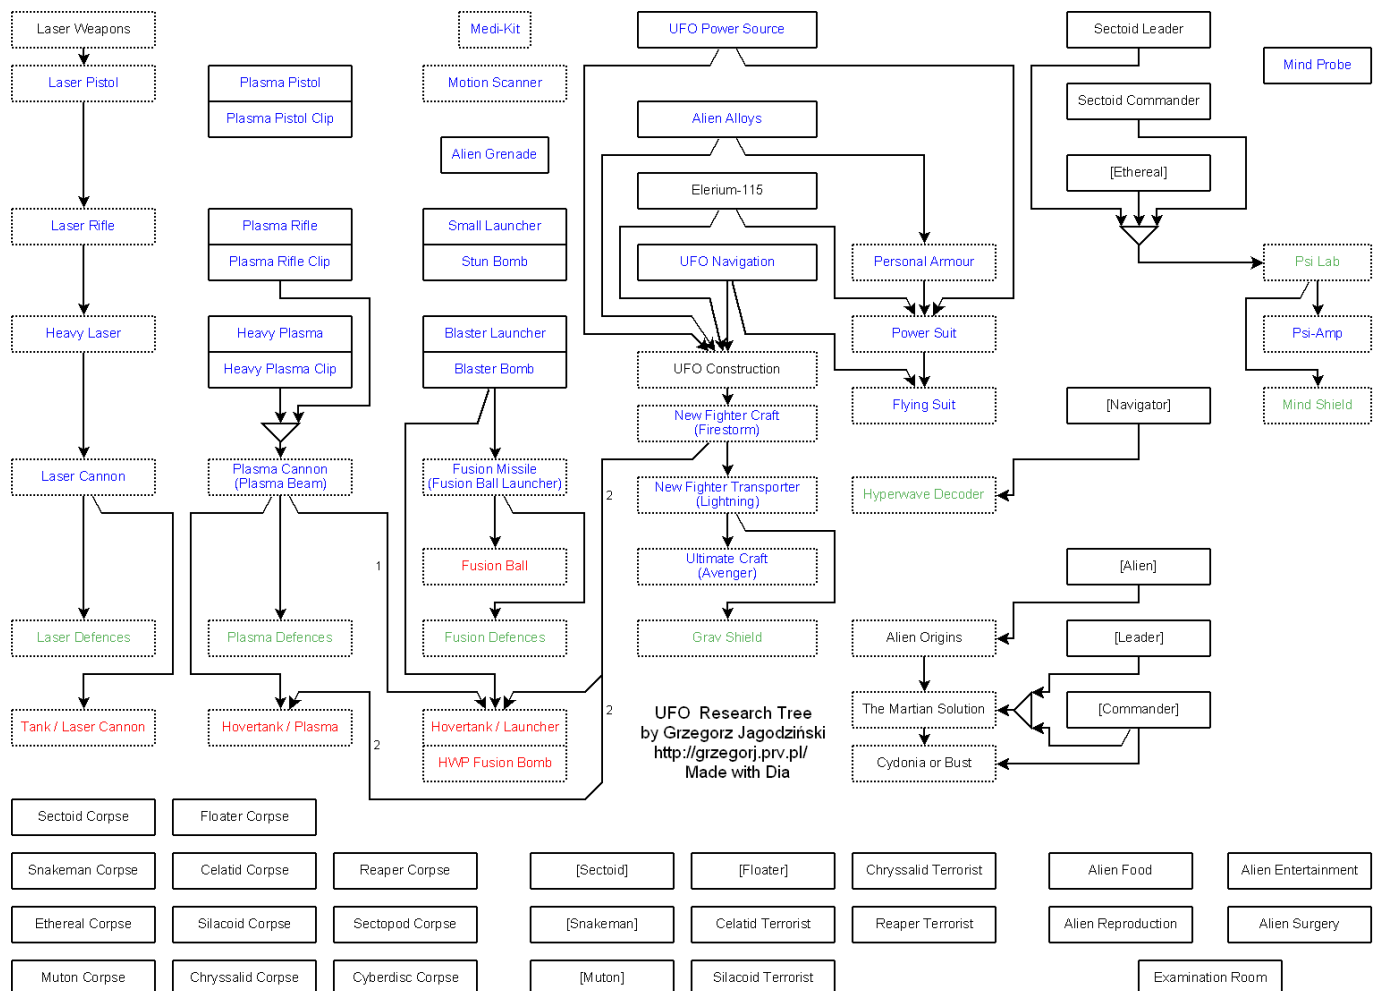 Laser Weapons
Medi-Kit
UFO Power Source
Sectoid Leader
Mind Probe
Laser Pistol
Plasma Pistol
Motion Scanner
Sectoid Commander
Plasma Pistol Clip
Alien Alloys
Alien Grenade
[Ethereal]
Elerium-115
Laser Rifle
Plasma Rifle
Small Launcher
Plasma Rifle Clip
Stun Bomb
UFO Navigation
Personal Armour
Psi Lab
Heavy Laser
Heavy Plasma
Blaster Launcher
Power Suit
Psi-Amp
Heavy Plasma Clip
Blaster Bomb
UFO Construction
New Fighter Craft
(Firestorm)
Flying Suit
[Navigator]
Mind Shield
Laser Cannon
Plasma Cannon
(Plasma Beam)
Fusion Missile
(Fusion Ball Launcher)
2
New Fighter Transporter
(Lightning)
Hyperwave Decoder
1
Fusion Ball
Ultimate Craft
(Avenger)
[Alien]
Laser Defences
Plasma Defences
Fusion Defences
Grav Shield
Alien Origins
[Leader]
Tank / Laser Cannon
Hovertank / Plasma
2
Hovertank / Launcher
HWP Fusion Bomb
2
UFO  Research Tree
by Grzegorz Jagodziński
http://grzegorj.prv.pl/
Made with Dia
The Martian Solution
[Commander]
Cydonia or Bust
Sectoid Corpse
Floater Corpse
Snakeman Corpse
Celatid Corpse
Reaper Corpse
[Sectoid]
[Floater]
Chryssalid Terrorist
Alien Food
Alien Entertainment
Ethereal Corpse
Silacoid Corpse
Sectopod Corpse
[Snakeman]
Celatid Terrorist
Reaper Terrorist
Alien Reproduction
Alien Surgery
Muton Corpse
Chryssalid Corpse
Cyberdisc Corpse
[Muton]
Silacoid Terrorist
Examination Room